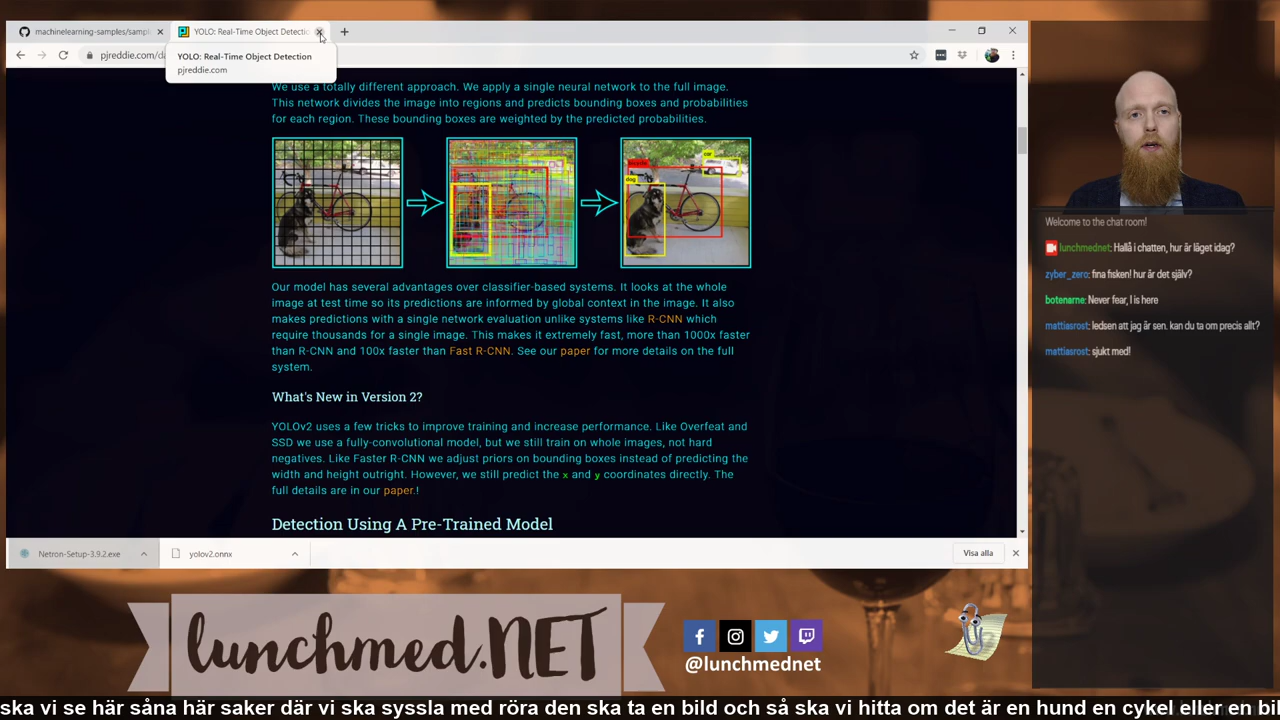 machinelearning-samples/sampl
YOLO: Real-Time Object Detectio
pjreddie.com/da
YOLO: Real-Time Object Detection
pjreddie.com
We use a totally different approach. We apply a single neural network to the full image.
This network divides the image into regions and predicts bounding boxes and probabilities
for each region. These bounding boxes are weighted by the predicted probabilities.
bicycle
car
dog
Our model has several advantages over classifier-based systems. It looks at the whole
image at test time so its predictions are informed by global context in the image. It also
makes predictions with a single network evaluation unlike systems like R-CNN which
require thousands for a single image. This makes it extremely fast, more than 1000x faster
than R-CNN and 100x faster than Fast R-CNN. See our paper for more details on the full
system.
What's New in Version 2?
YOLOv2 uses a few tricks to improve training and increase performance. Like Overfeat and
SSD we use a fully-convolutional model, but we still train on whole images, not hard
negatives. Like Faster R-CNN we adjust priors on bounding boxes instead of predicting the
width and height outright. However, we still predict the x and y coordinates directly. The
full details are in our paper.!
Detection Using A Pre-Trained Model
Netron-Setup-3.9.2.exe
yolov2.onnx
Visa alla
Welcome to the chat room!
lunchmednet: Hallå i chatten, hur är läget idag?
zyber_zero: fina fisken! hur är det själv?
botename: Never fear, I is here
mattiasrost: ledsen att jag är sen. kan du ta om precis allt?
mattiasrost: sjukt med!
lunchmed.NET
@lunchmednet
ska vi se här såna här saker där vi ska syssla med röra den ska ta en bild och så ska vi hitta om det är en hund en cykel eller en bil